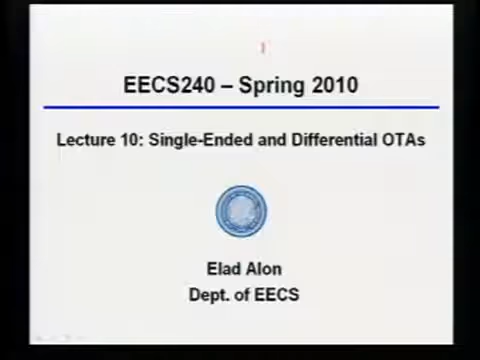 EECS240 – Spring 2010
Lecture 10: Single-Ended and Differential OTAs
Elad Alon
Dept. of EECS